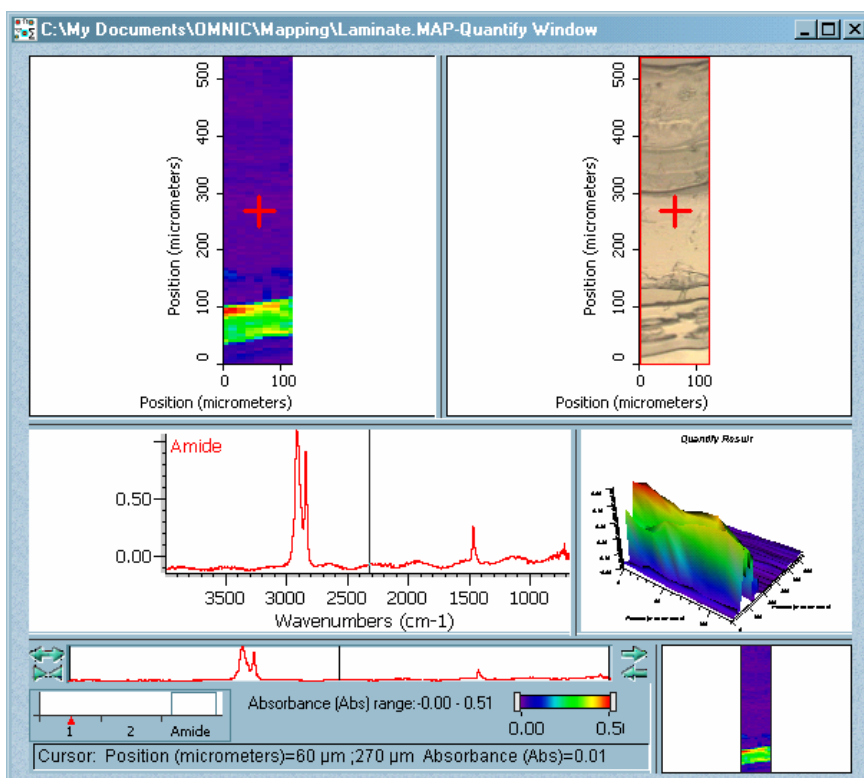 C:\My Documents\OMNIC\Mapping\Laminate.MAP-Quantify Window
Position (micrometers)
500
400
300
200
100
0
0 100
Position (micrometers)
Position (micrometers)
500
400
300
200
100
0
0 100
Position (micrometers)
Amide
0.50
0.00
3500 3000 2500 2000 1500 1000
Wavenumbers (cm-1)
Quantify Result
1 2 Amide
Absorbance (Abs) range:-0.00 - 0.51
0.00 0.5
Cursor: Position (micrometers)=60 µm ;270 µm Absorbance (Abs)=0.01